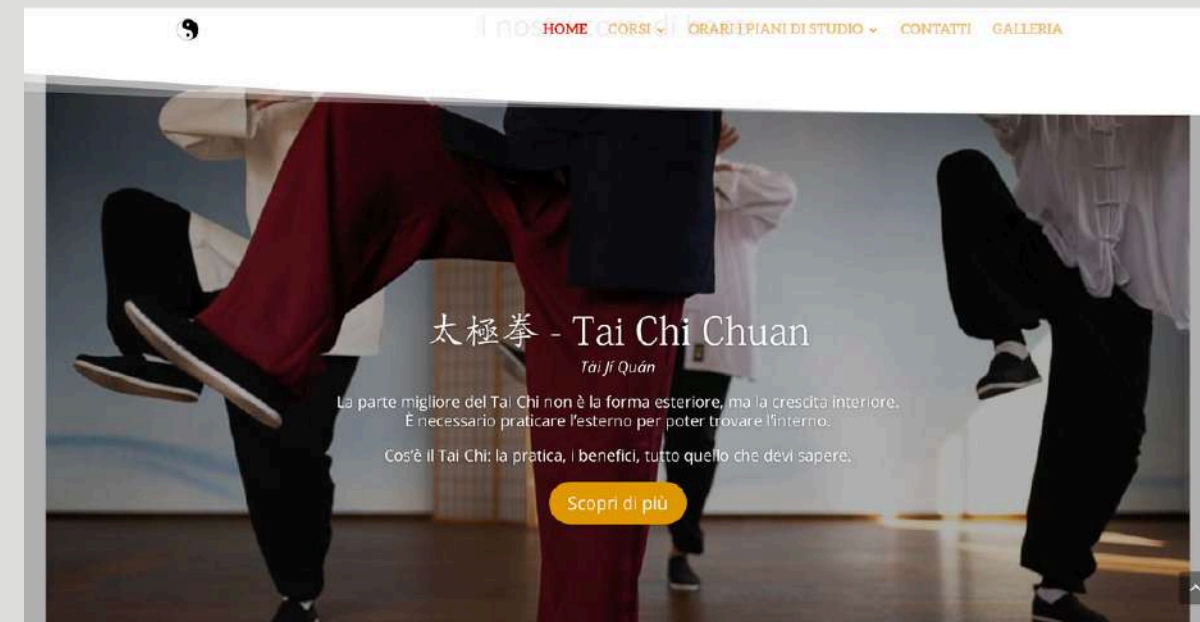 HOME CORSI ORARI I PIANI DI STUDIO CONTATTI GALLERIA
太極拳 - Tai Chi Chuan
Tài Jí Quán
La parte migliore del Tai Chi non è la forma esteriore, ma la crescita interiore.
È necessario praticare l'esterno per poter trovare l'interno.
Cos'è il Tai Chi: la pratica, i benefici, tutto quello che devi sapere.
Scopri di più